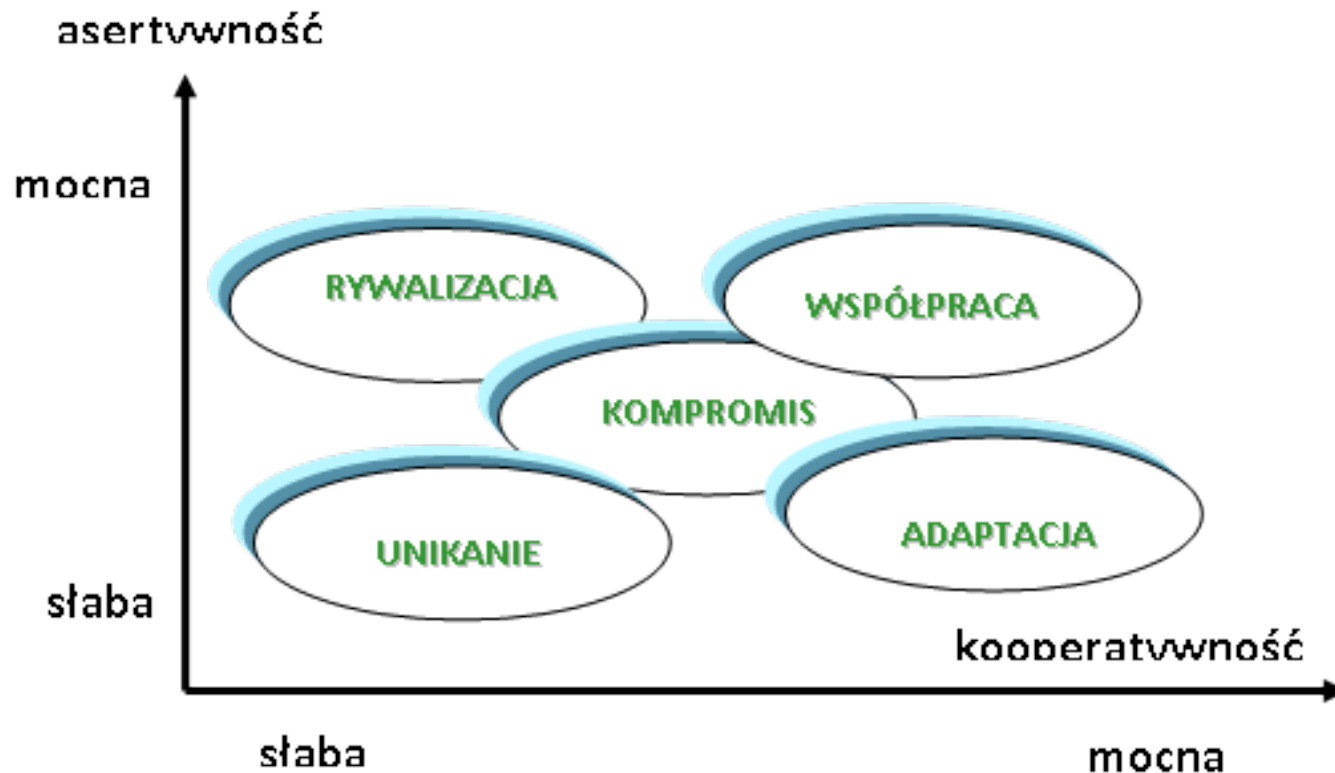 asertywność
mocna
RYWALIZACJA
WSPÓŁPRACA
KOMPROMIS
UNIKANIE
ADAPTACJA
słaba
kooperatywność
słaba
mocna